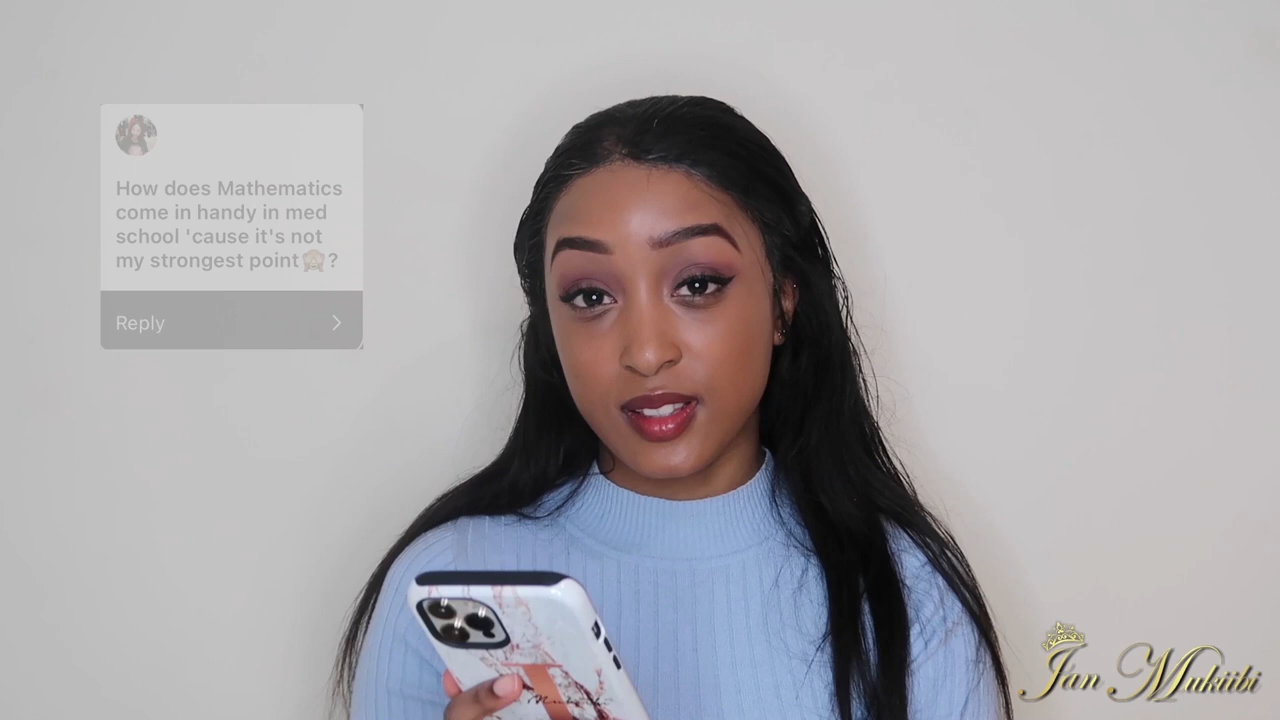 How does Mathematics
come in handy in med
school 'cause it's not
my strongest point🙈?
Reply
Jan Mukiibi